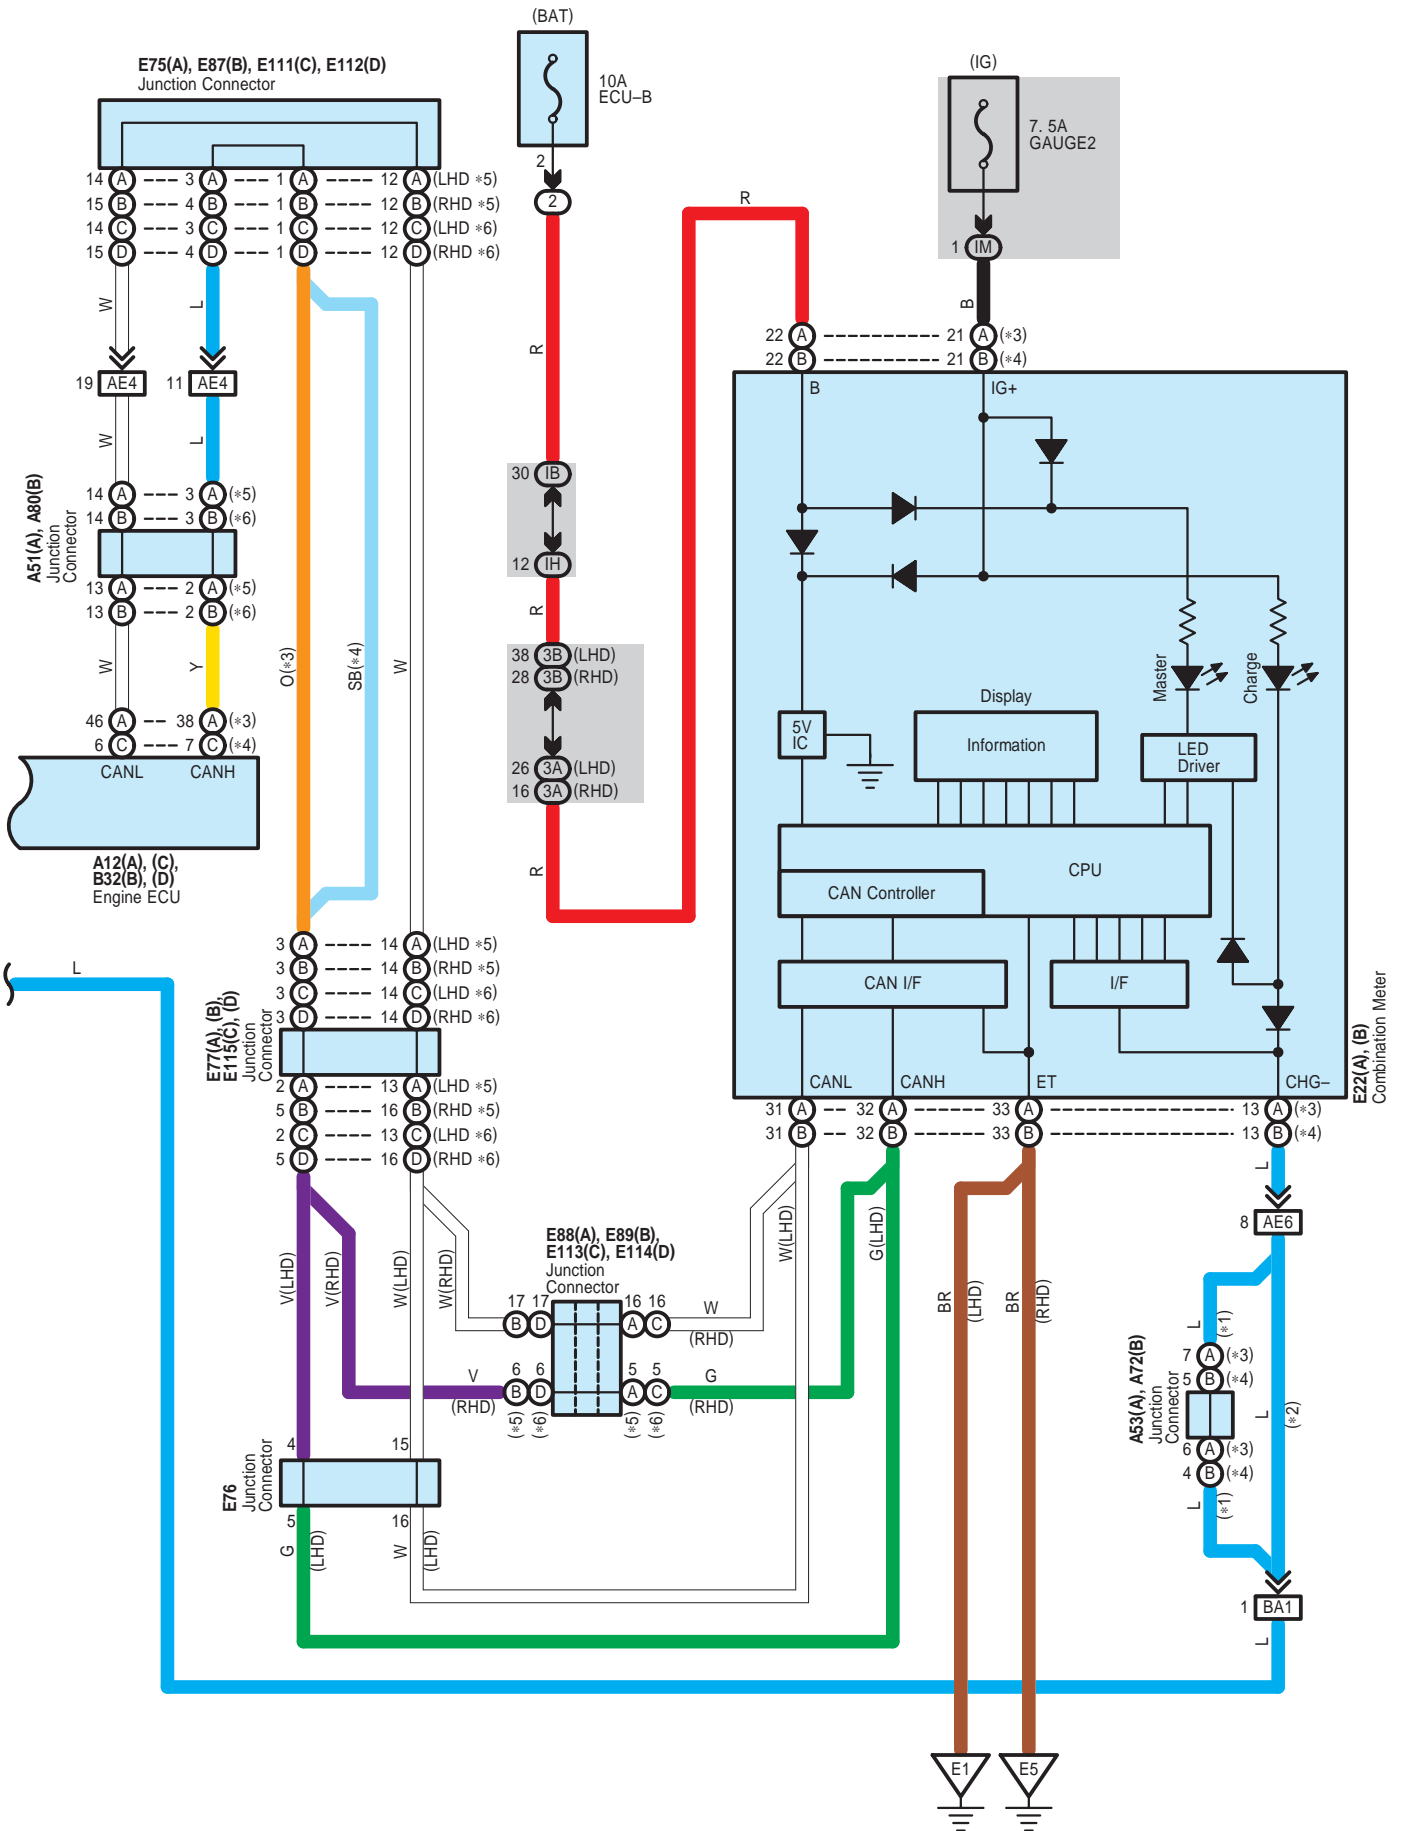 (BAT)
10A
ECU–B
2
2
(IG)
7. 5A
GAUGE2
1 IM
B
E75(A), E87(B), E111(C), E112(D)
Junction Connector
14 A 3 A 1 A 12 A (LHD *5)
15 B 4 B 1 B 12 B (RHD *5)
14 C 3 C 1 C 12 C (LHD *6)
15 D 4 D 1 D 12 D (RHD *6)
W
L
19 AE4
11 AE4
W
L
14 A 3 A (*5)
14 B 3 B (*6)
A51(A), A80(B)
Junction
Connector
13 A 2 A (*5)
13 B 2 B (*6)
W
Y
46 A 38 A (*3)
6 C 7 C (*4)
CANL CANH
A12(A), (C),
B32(B), (D)
Engine ECU
O(*3)
SB(*4)
W
R
30 IB
12 IH
R
38 3B (LHD)
28 3B (RHD)
26 3A (LHD)
16 3A (RHD)
R
R
22 A 21 A (*3)
22 B 21 B (*4)
B
IG+
Master
Charge
5V
IC
Display
Information
LED
Driver
CPU
CAN Controller
CAN I/F
I/F
CANL
CANH
ET
CHG–
E22(A), (B)
Combination Meter
31 A 32 A 33 A 13 A (*3)
31 B 32 B 33 B 13 B (*4)
L
3 A 14 A (LHD *5)
3 B 14 B (RHD *5)
3 C 14 C (LHD *6)
3 D 14 D (RHD *6)
E77(A), (B),
E115(C), (D)
Junction
Connector
2 A 13 A (LHD *5)
5 B 16 B (RHD *5)
2 C 13 C (LHD *6)
5 D 16 D (RHD *6)
V(LHD)
V(RHD)
W(LHD)
W(RHD)
E88(A), E89(B),
E113(C), E114(D)
Junction
Connector
17 17 16 16
B D A C
W
(RHD)
6 6 5 5
B D A C
V
(RHD)
G
(RHD)
(*5) (*6) (*5) (*6)
W(LHD)
G(LHD)
BR
(LHD)
BR
(RHD)
4 15
E76
Junction
Connector
5 16
G
(LHD)
W
(LHD)
L
8 AE6
L
(*1)
7 A (*3)
5 B (*4)
A53(A), A72(B)
Junction
Connector
6 A (*3)
4 B (*4)
L
(*1)
L
(*2)
1 BA1
L
E1
E5